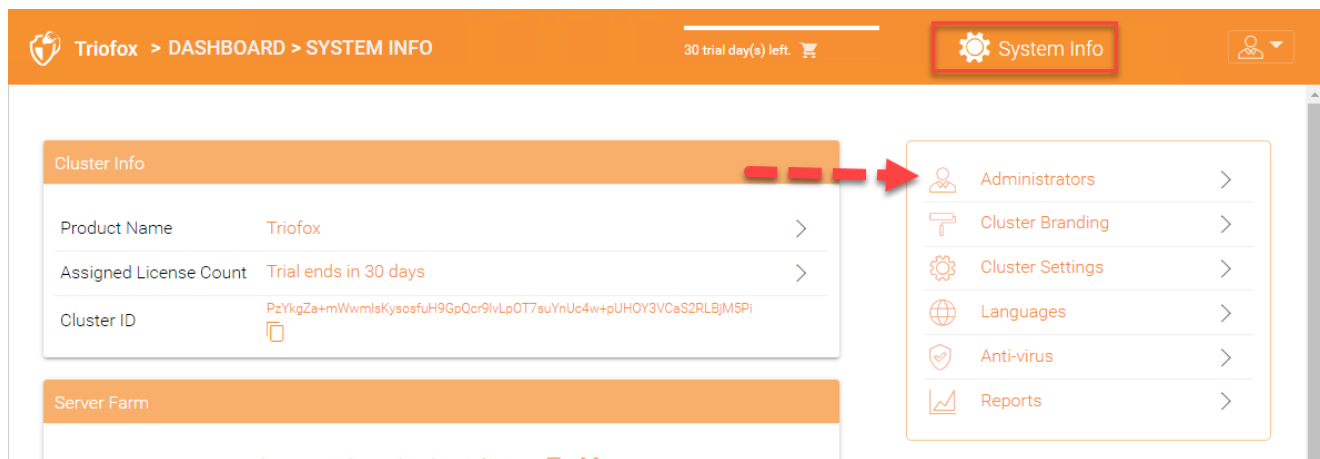 Triofox > DASHBOARD > SYSTEM INFO
30 trial day(s) left.
System Info
Cluster Info
Product Name Triofox
Assigned License Count Trial ends in 30 days
Cluster ID PzYkgZa+mWwmlsKysosfuH9GpQcr9lvLpOT7suYnUc4w+pUHOY3VCaS2RLBjM5Pi
Server Farm
Administrators
Cluster Branding
Cluster Settings
Languages
Anti-virus
Reports